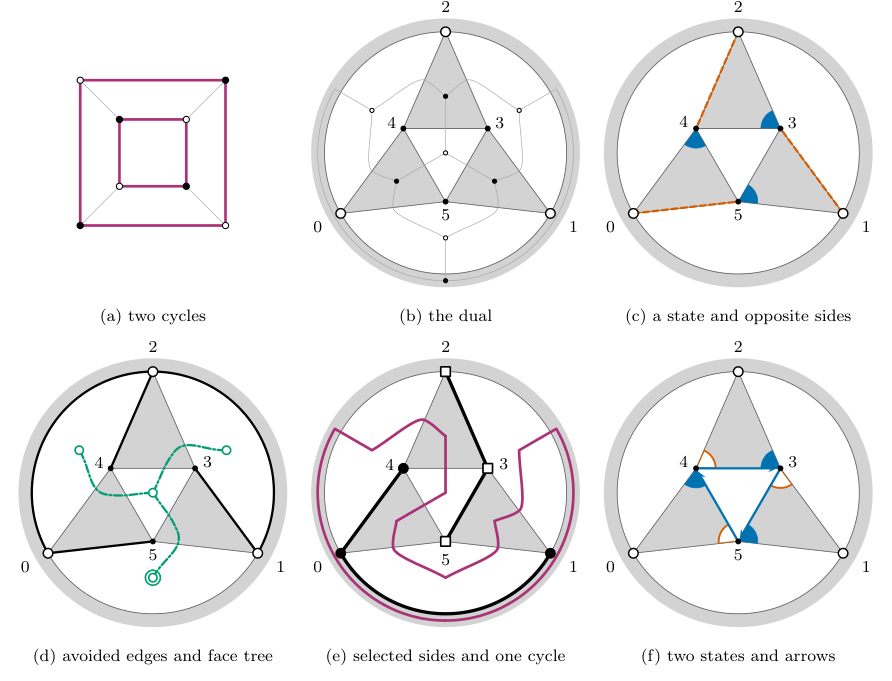 2 2
4 3 4 3
5 5
0 1 0 1
(a) two cycles (b) the dual (c) a state and opposite sides
2 2 2
4 3 4 3 4 3
5 5 5
0 1 0 1 0 1
(d) avoided edges and face tree (e) selected sides and one cycle (f) two states and arrows